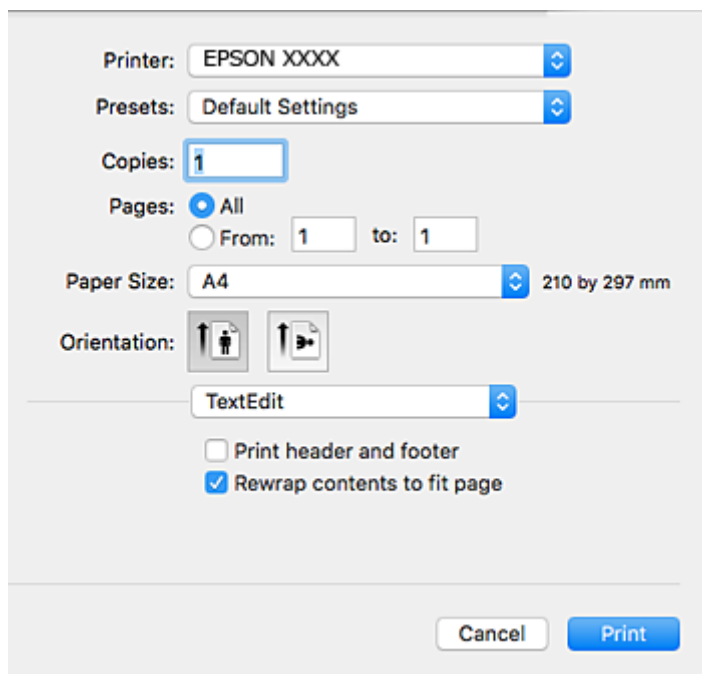 Printer: EPSON XXXX
Presets: Default Settings
Copies: 1
Pages: All
From: 1 to: 1
Paper Size: A4 210 by 297 mm
Orientation:
TextEdit
Print header and footer
Rewrap contents to fit page
Cancel Print